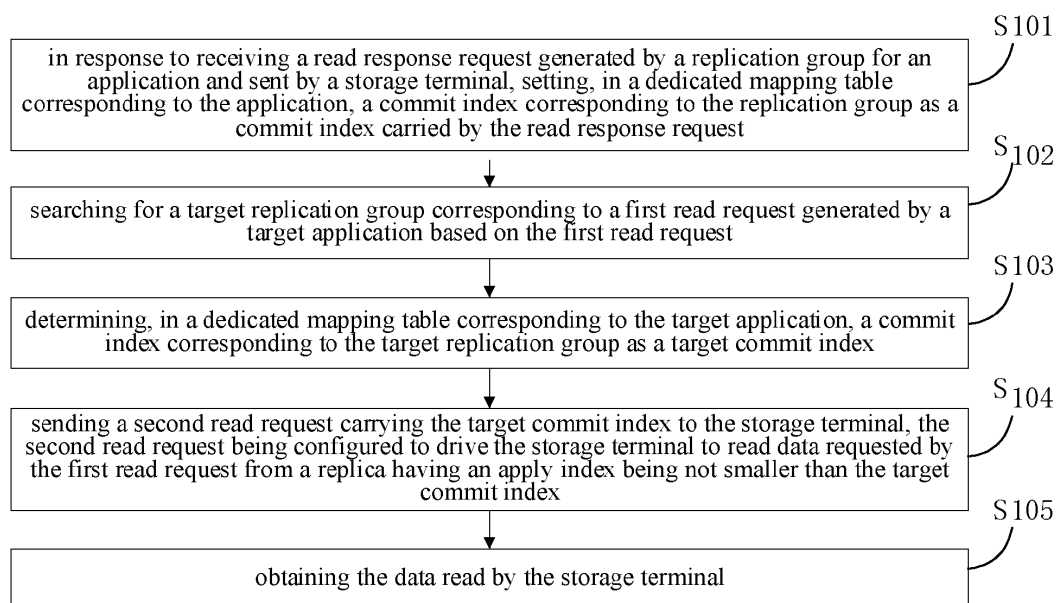 S101
in response to receiving a read response request generated by a replication group for an
application and sent by a storage terminal, setting, in a dedicated mapping table
corresponding to the application, a commit index corresponding to the replication group as a
commit index carried by the read response request
S102
searching for a target replication group corresponding to a first read request generated by a
target application based on the first read request
S103
determining, in a dedicated mapping table corresponding to the target application, a commit
index corresponding to the target replication group as a target commit index
S104
sending a second read request carrying the target commit index to the storage terminal, the
second read request being configured to drive the storage terminal to read data requested by
the first read request from a replica having an apply index being not smaller than the target
commit index
S105
obtaining the data read by the storage terminal